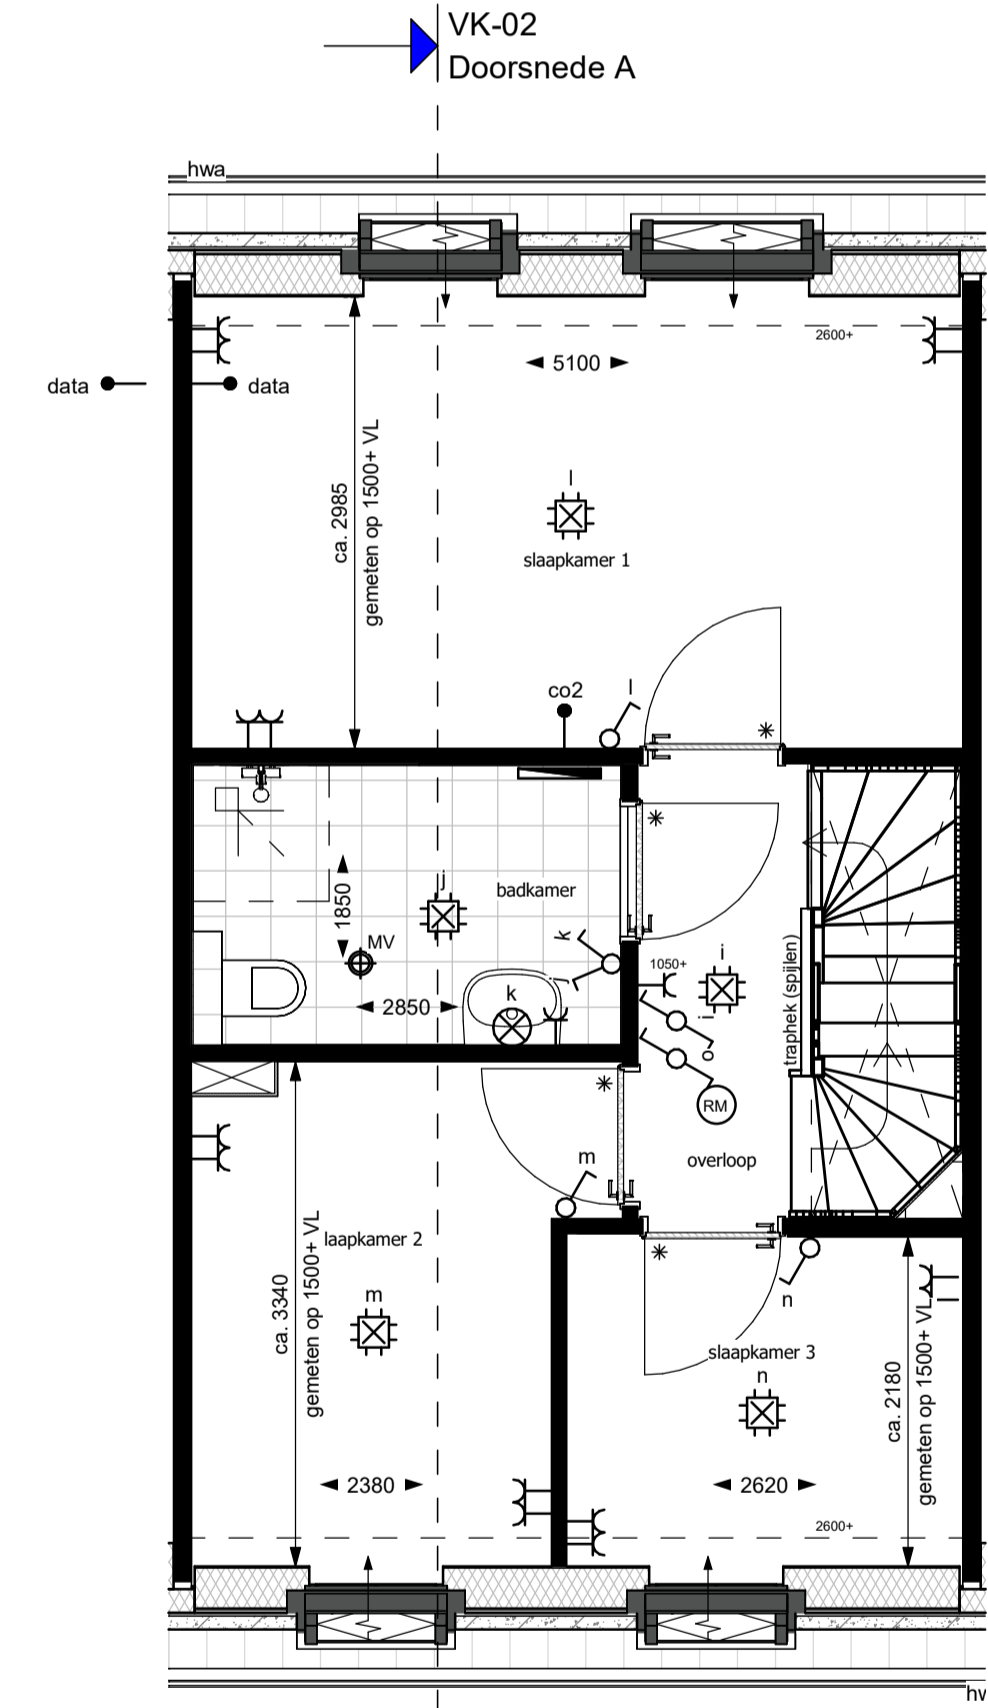 VK-02
Doorsnede A
hwa
2600+
5100
data
data
ca. 2985
gemeten op 1500+ VL
l
slaapkamer 1
co2
l
j
badkamer
1850
MV
k
j
2850
k
1050+
i
i
o
traphek (spijlen)
RM
overloop
m
laapkamer 2
ca. 3340
gemeten op 1500+ VL
m
n
slaapkamer 3
n
ca. 2180
gemeten op 1500+ VL
2380
2620
2600+
hv